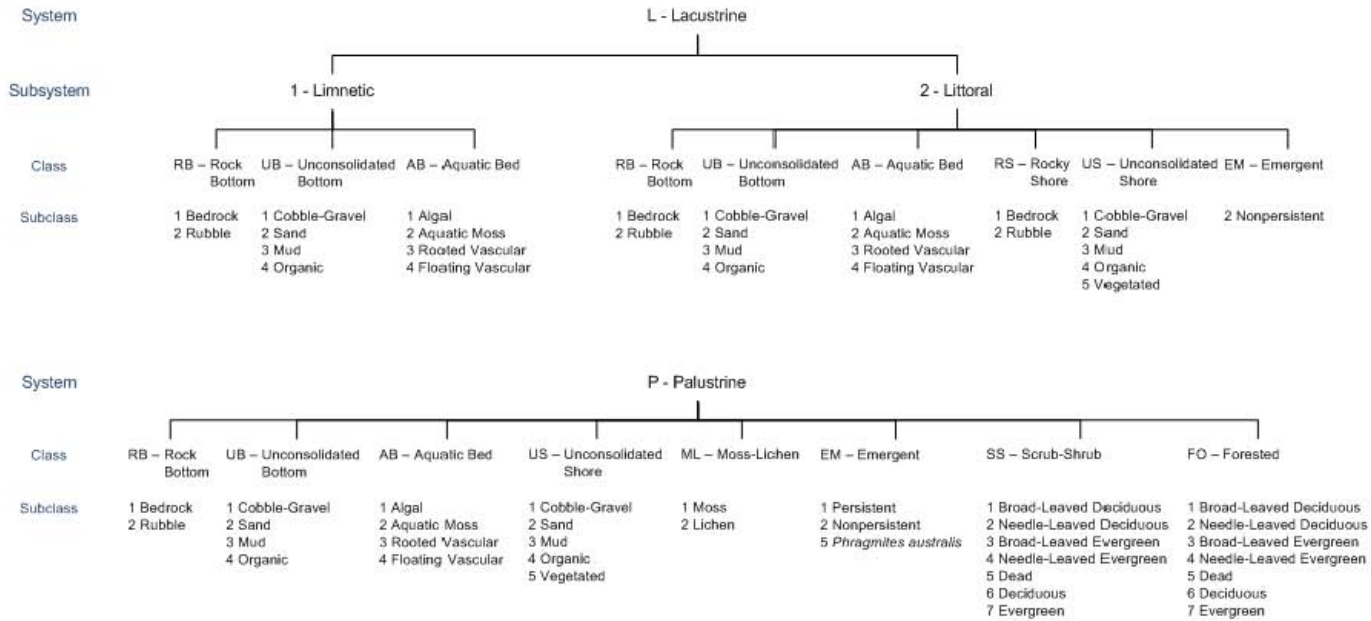 System L - Lacustrine
Subsystem 1 - Limnetic 2 - Littoral
Class RB – Rock UB – Unconsolidated AB – Aquatic Bed RB – Rock UB – Unconsolidated AB – Aquatic Bed RS – Rocky US – Unconsolidated EM – Emergent
Bottom Bottom Bottom Bottom Shore Shore
Subclass 1 Bedrock 1 Cobble-Gravel 1 Algal 1 Bedrock 1 Cobble-Gravel 1 Algal 1 Bedrock 1 Cobble-Gravel 2 Nonpersistent
2 Rubble 2 Sand 2 Aquatic Moss 2 Rubble 2 Sand 2 Aquatic Moss 2 Rubble 2 Sand
3 Mud 3 Rooted Vascular 3 Mud 3 Rooted Vascular 3 Mud
4 Organic 4 Floating Vascular 4 Organic 4 Floating Vascular 4 Organic
5 Vegetated
System P - Palustrine
Class RB – Rock UB – Unconsolidated AB – Aquatic Bed US – Unconsolidated ML – Moss-Lichen EM – Emergent SS – Scrub-Shrub FO – Forested
Bottom Bottom Shore
Subclass 1 Bedrock 1 Cobble-Gravel 1 Algal 1 Cobble-Gravel 1 Moss 1 Persistent 1 Broad-Leaved Deciduous 1 Broad-Leaved Deciduous
2 Rubble 2 Sand 2 Aquatic Moss 2 Sand 2 Lichen 2 Nonpersistent 2 Needle-Leaved Deciduous 2 Needle-Leaved Deciduous
3 Mud 3 Rooted Vascular 3 Mud 5 Phragmites australis 3 Broad-Leaved Evergreen 3 Broad-Leaved Evergreen
4 Organic 4 Floating Vascular 4 Organic 4 Needle-Leaved Evergreen 4 Needle-Leaved Evergreen
5 Vegetated 5 Dead 5 Dead
6 Deciduous 6 Deciduous
7 Evergreen 7 Evergreen